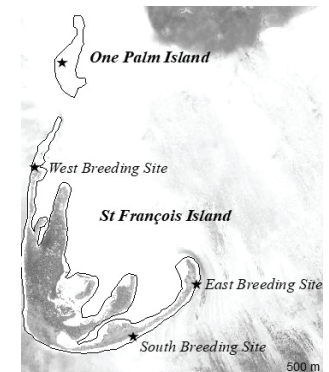 One Palm Island
West Breeding Site
St François Island
East Breeding Site
South Breeding Site
500 m